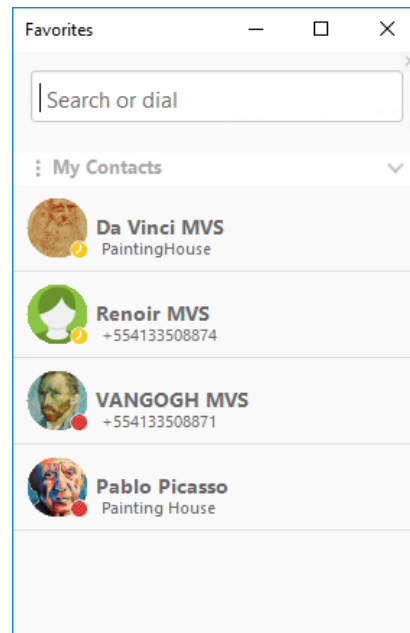 Favorites
Search or dial
My Contacts
Da Vinci MVS
PaintingHouse
Renoir MVS
+554133508874
VANGOGH MVS
+554133508871
Pablo Picasso
Painting House